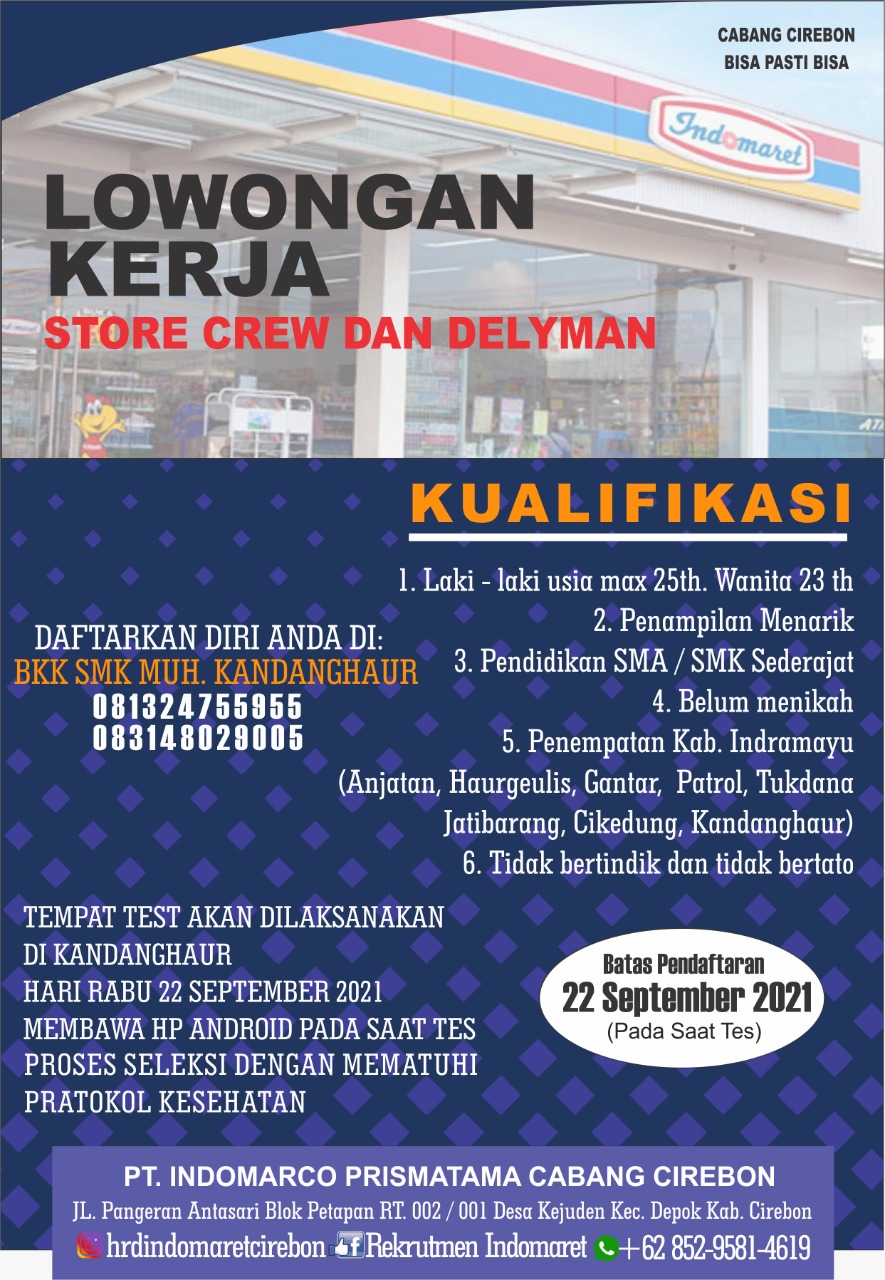 CABANG CIREBON
BISA PASTI BISA
Indomaret
LOWONGAN
KERJA
STORE CREW DAN DELYMAN
KUALIFIKASI
1. Laki - laki usia max 25th. Wanita 23 th
2. Penampilan Menarik
3. Pendidikan SMA / SMK Sederajat
4. Belum menikah
5. Penempatan Kab. Indramayu
(Anjatan, Haurgeulis, Gantar, Patrol, Tukdana
Jatibarang, Cikedung, Kandanghaur)
6. Tidak bertindik dan tidak bertato
DAFTARKAN DIRI ANDA DI:
BKK SMK MUH. KANDANGHAUR
081324755955
083148029005
TEMPAT TEST AKAN DILAKSANAKAN
DI KANDANGHAUR
HARI RABU 22 SEPTEMBER 2021
MEMBAWA HP ANDROID PADA SAAT TES
PROSES SELEKSI DENGAN MEMATUHI
PRATOKOL KESEHATAN
Batas Pendaftaran
22 September 2021
(Pada Saat Tes)
PT. INDOMARCO PRISMATAMA CABANG CIREBON
JL. Pangeran Antasari Blok Petapan RT. 002 / 001 Desa Kejuden Kec. Depok Kab. Cirebon
hrdindomaretcirebon Rekrutmen Indomaret +62 852-9581-4619